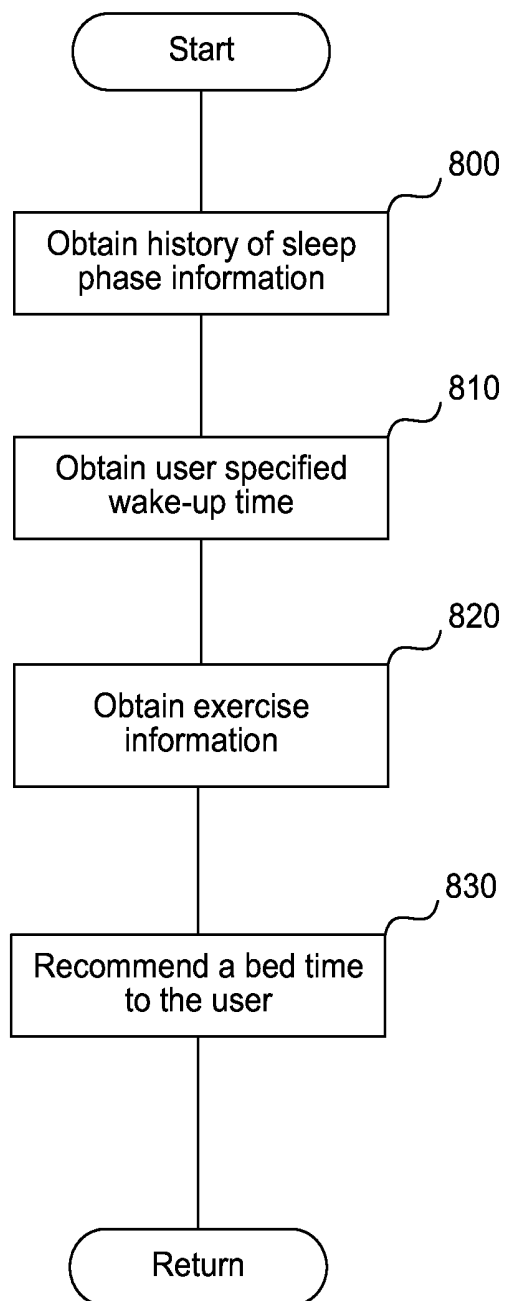 Start
800
Obtain history of sleep
phase information
810
Obtain user specified
wake-up time
820
Obtain exercise
information
830
Recommend a bed time
to the user
Return